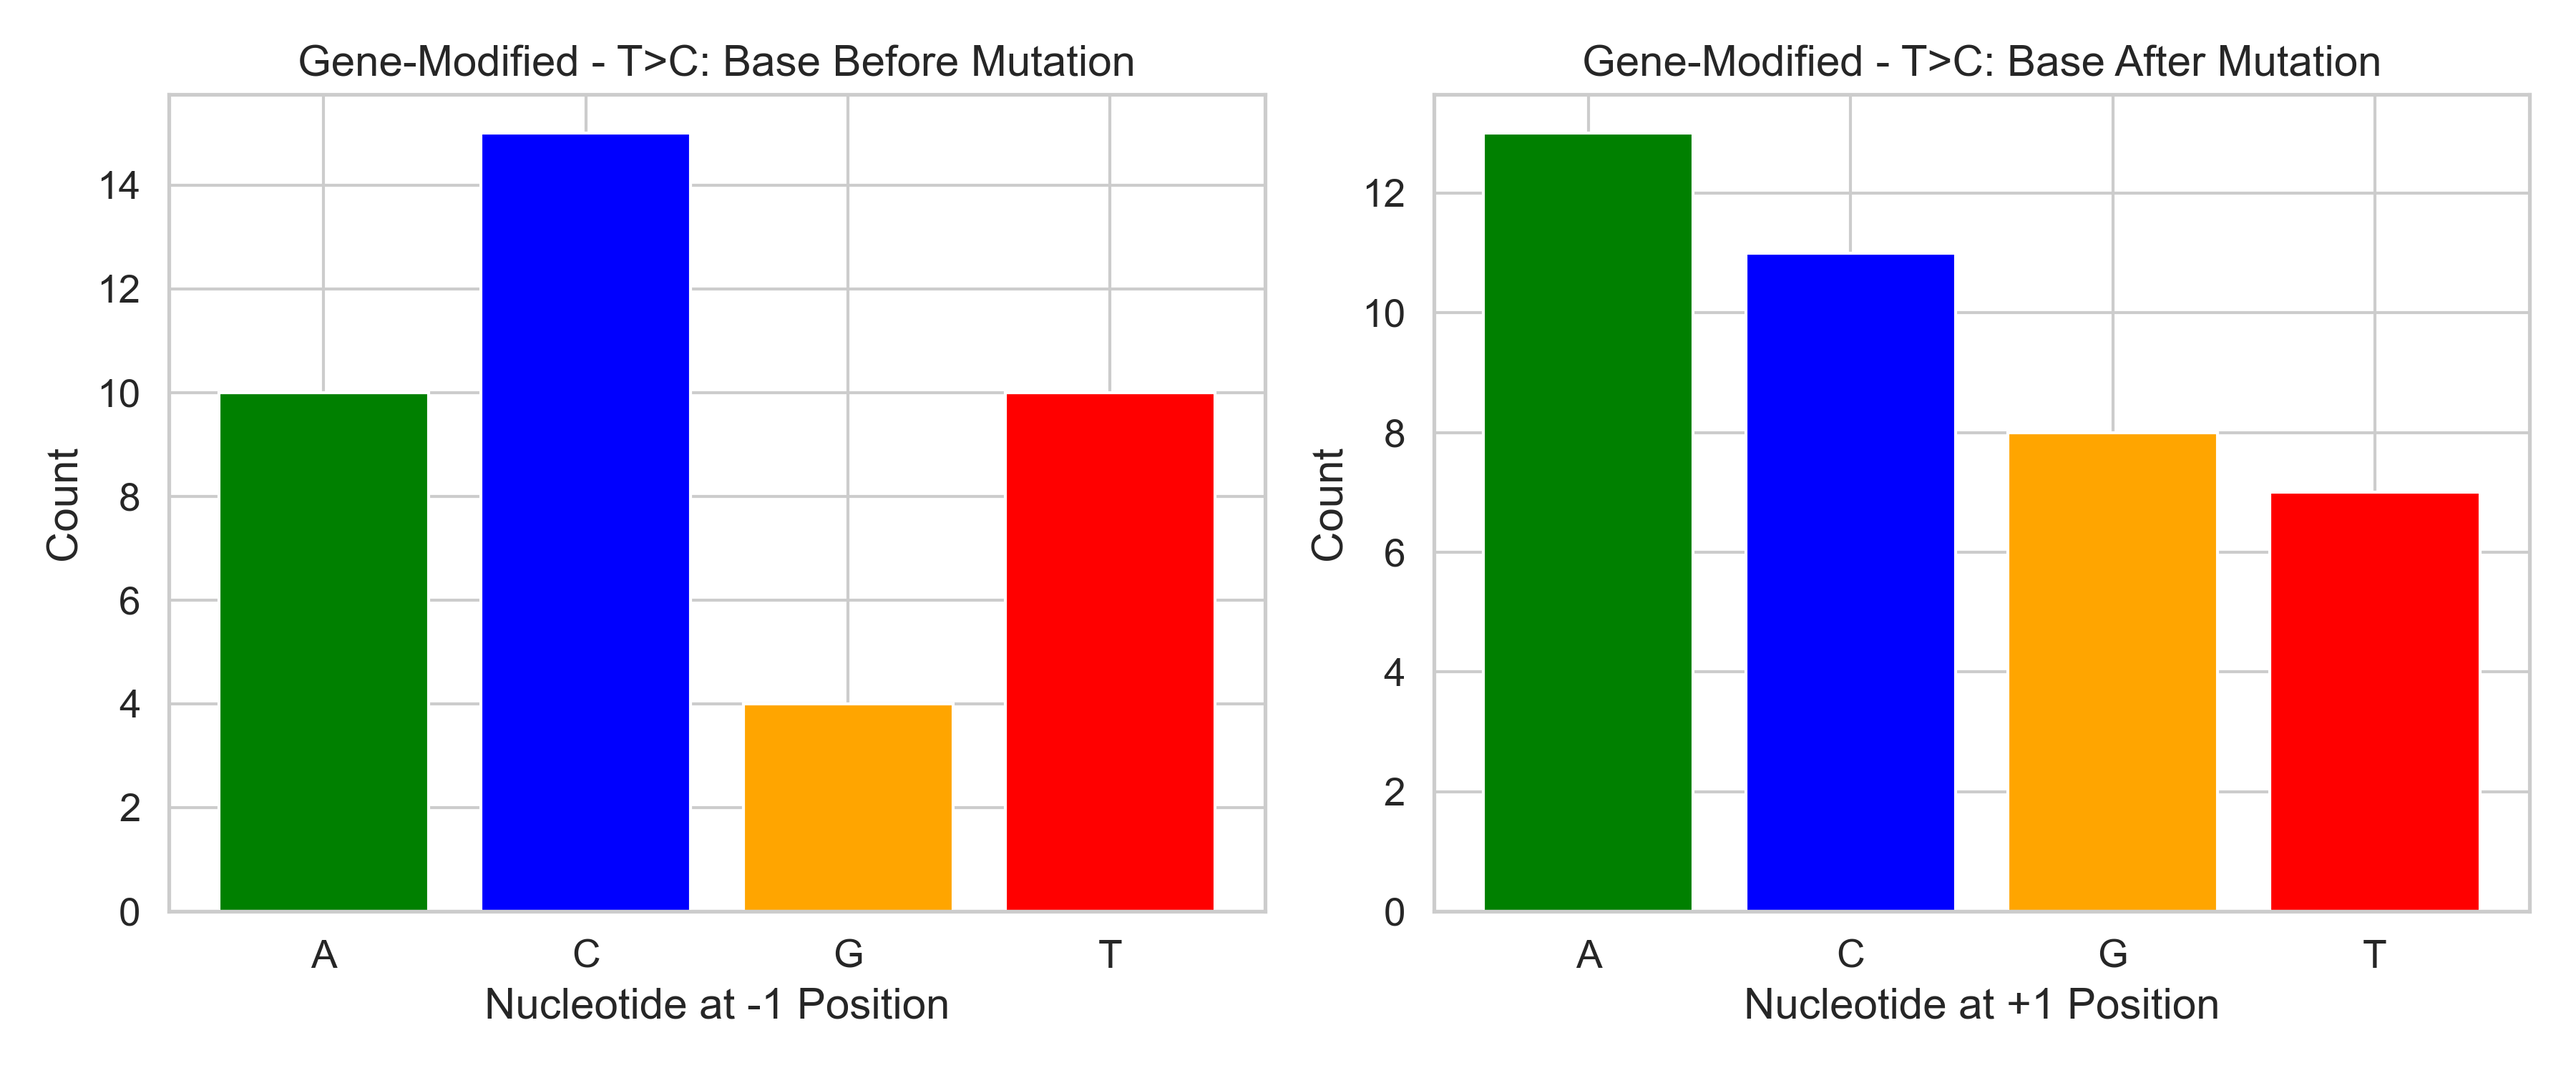 Gene-Modified - T>C: Base Before Mutation
Count
14
12
10
8
6
4
2
0
A C G T
Nucleotide at -1 Position
Gene-Modified - T>C: Base After Mutation
Count
12
10
8
6
4
2
0
A C G T
Nucleotide at +1 Position